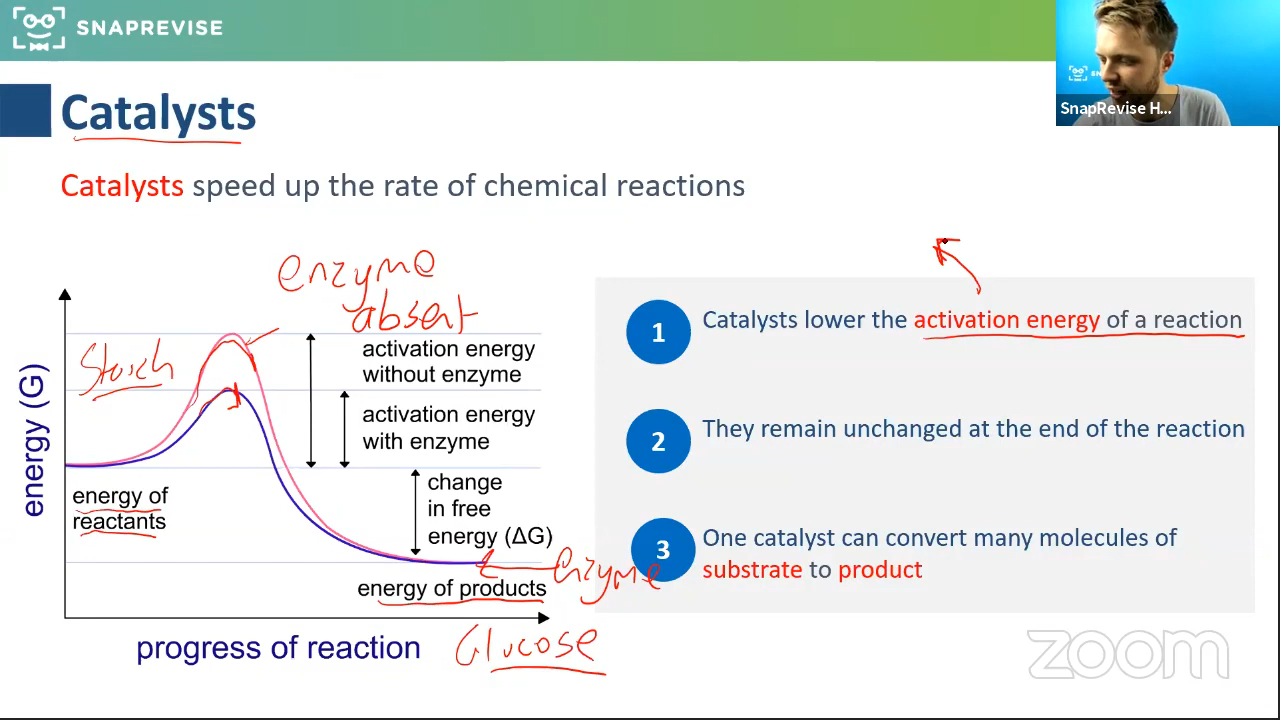 SNAPREVISE
SNA
SnapRevise H...
Catalysts
Catalysts speed up the rate of chemical reactions
enzyme
absent
Starch
energy (G)
activation energy
without enzyme
activation energy
with enzyme
energy of
reactants
change
in free
energy (ΔG)
enzyme
energy of products
progress of reaction
Glucose
1
Catalysts lower the activation energy of a reaction
2
They remain unchanged at the end of the reaction
3
One catalyst can convert many molecules of
substrate to product
zoom